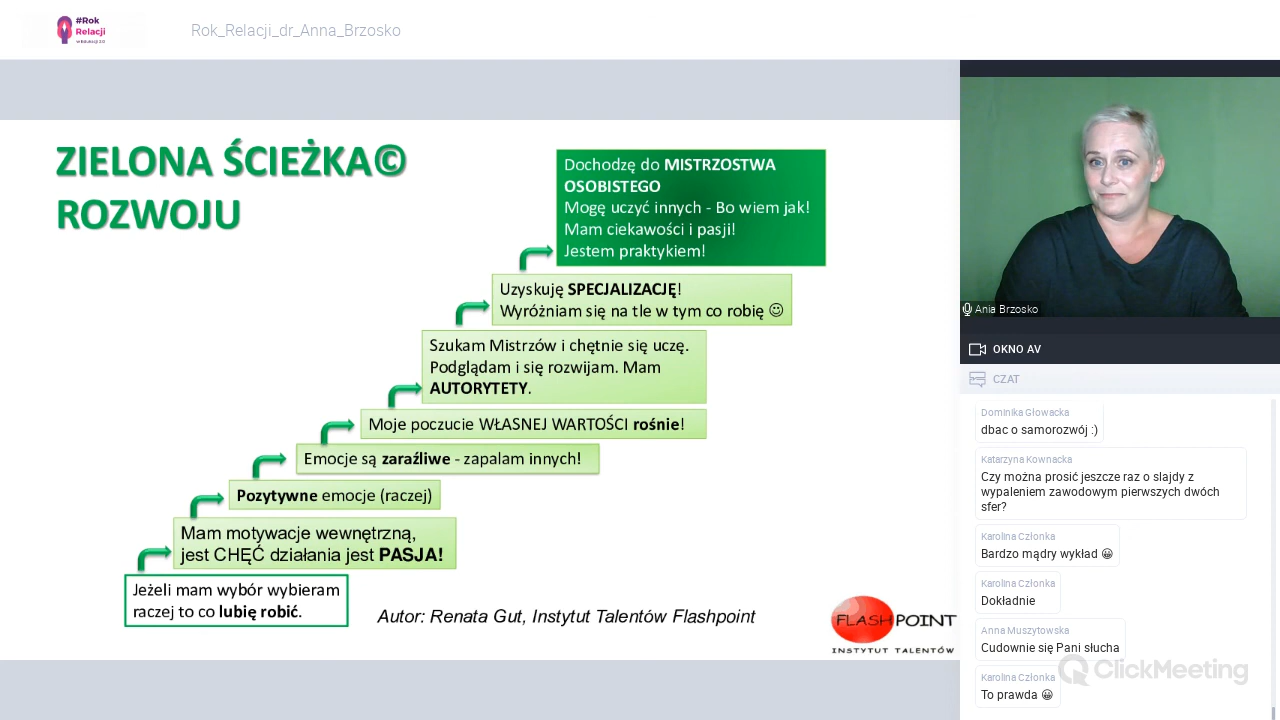 #Rok
Relacji
w Edukacji 2.0
Rok_Relacji_dr_Anna_Brzosko
ZIELONA ŚCIEŻKA©
ROZWOJU
Dochodzę do MISTRZOSTWA
OSOBISTEGO
Mogę uczyć innych - Bo wiem jak!
Mam ciekawości i pasji!
Jestem praktykiem!
Uzyskuję SPECJALIZACJĘ!
Wyróżniam się na tle w tym co robię ☺
Szukam Mistrzów i chętnie się uczę.
Podglądam i się rozwijam. Mam
AUTORYTETY.
Moje poczucie WŁASNEJ WARTOŚCI rośnie!
Emocje są zaraźliwe - zapalam innych!
Pozytywne emocje (raczej)
Mam motywacje wewnętrzną,
jest CHĘĆ działania jest PASJA!
Jeżeli mam wybór wybieram
raczej to co lubię robić.
Autor: Renata Gut, Instytut Talentów Flashpoint
FLASHPOINT
INSTYTUT TALENTÓW
Ania Brzosko
OKNO AV
CZAT
Dominika Głowacka
dbac o samorozwój :)
Katarzyna Kownacka
Czy można prosić jeszcze raz o slajdy z
wypaleniem zawodowym pierwszych dwóch
sfer?
Karolina Członka
Bardzo mądry wykład 😀
Karolina Członka
Dokładnie
Anna Muszytowska
Cudownie się Pani słucha
Karolina Członka
To prawda 😀
ClickMeeting